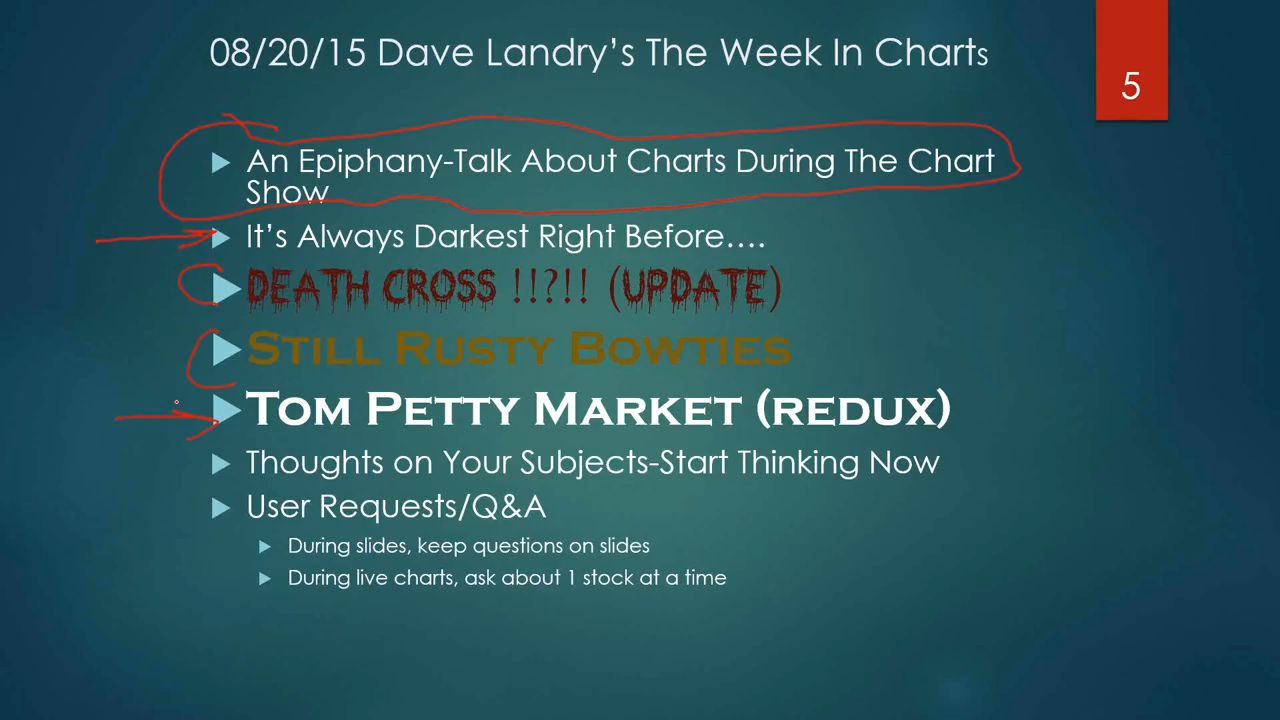 08/20/15 Dave Landry's The Week In Charts
5
An Epiphany-Talk About Charts During The Chart
Show
It's Always Darkest Right Before....
DEATH CROSS !!?!! (UPDATE)
STILL RUSTY BOWTIES
TOM PETTY MARKET (REDUX)
Thoughts on Your Subjects-Start Thinking Now
User Requests/Q&A
During slides, keep questions on slides
During live charts, ask about 1 stock at a time